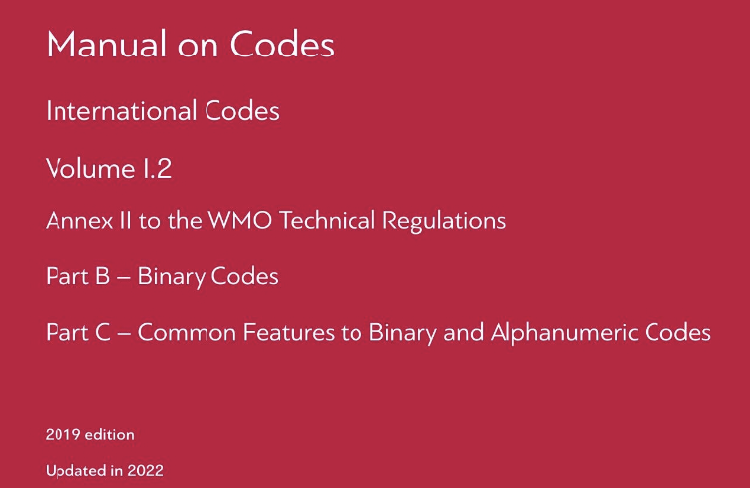 Manual on Codes
International Codes
Volume I.2
Annex II to the WMO Technical Regulations
Part B – Binary Codes
Part C – Common Features to Binary and Alphanumeric Codes
2019 edition
Updated in 2022